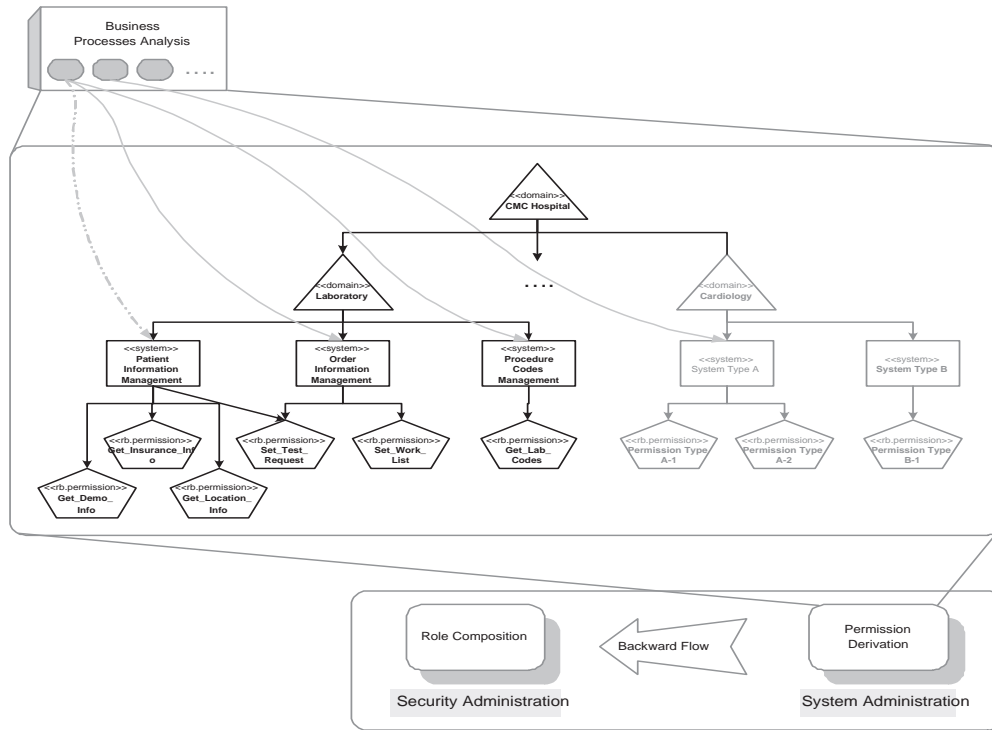 Business
Processes Analysis
....
<<domain>>
CMC Hospital
....
<<domain>>
Laboratory
<<domain>>
Cardiology
<<system>>
Patient
Information
Management
<<system>>
Order
Information
Management
<<system>>
Procedure
Codes
Management
<<system>>
System Type A
<<system>>
System Type B
<<rb.permission>>
Get_Insurance_Inf
o
<<rb.permission>>
Set_Test_
Request
<<rb.permission>>
Set_Work_
List
<<rb.permission>>
Get_Lab_
Codes
<<rb.permission>>
Permission Type
A-1
<<rb.permission>>
Permission Type
A-2
<<rb.permission>>
Permission Type
B-1
<<rb.permission>>
Get_Demo_
Info
<<rb.permission>>
Get_Location_
Info
Role Composition
Backward Flow
Permission
Derivation
Security Administration
System Administration